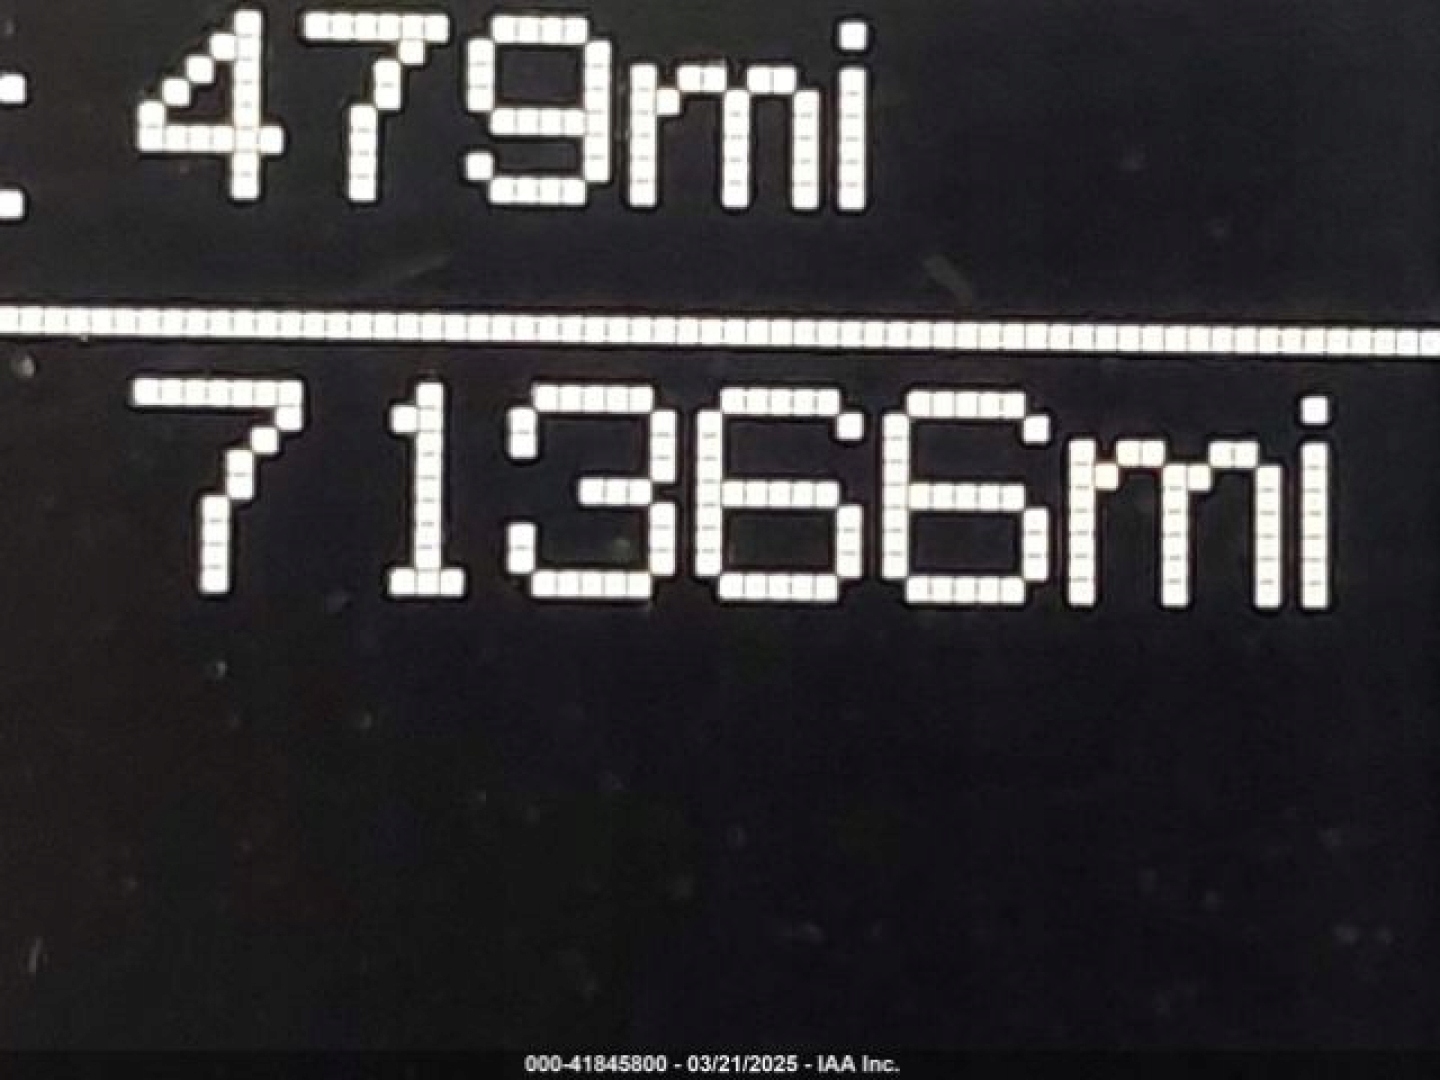 : 479mi
71366mi
000-41845800 - 03/21/2025 - IAA Inc.